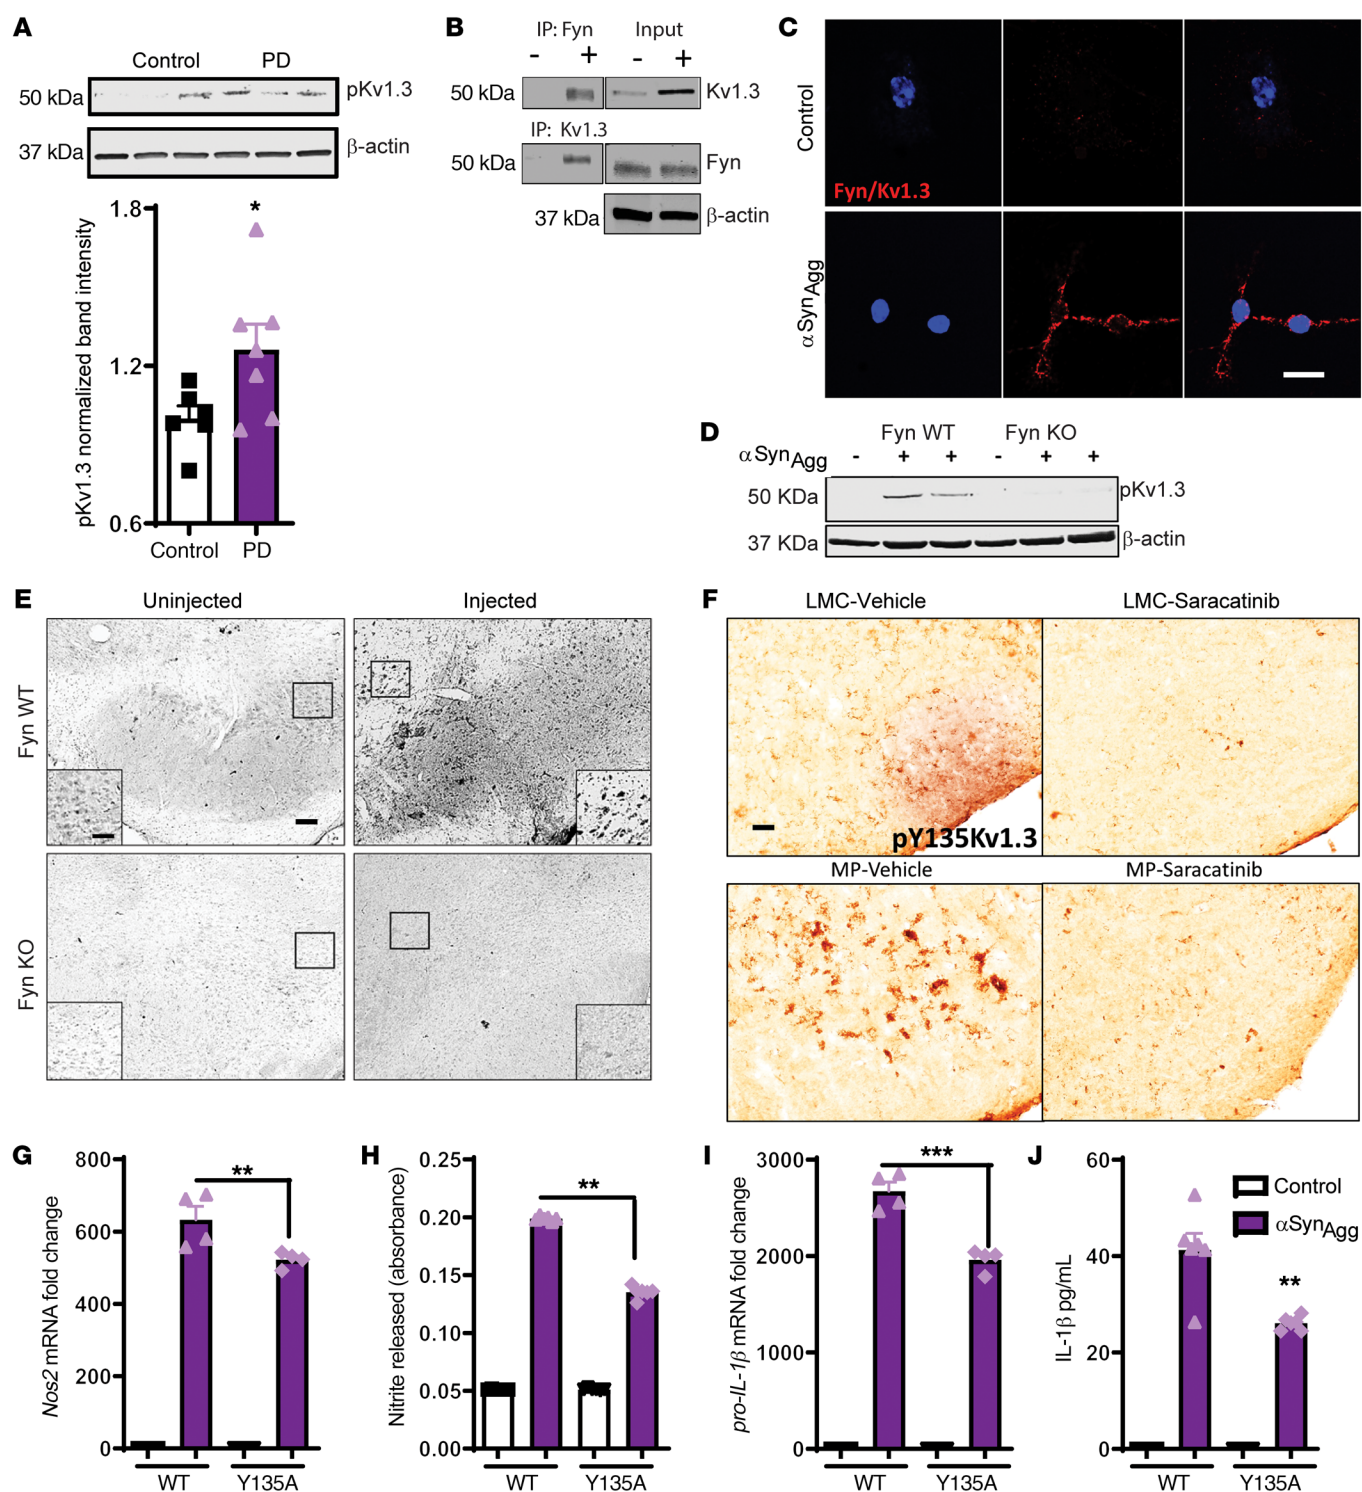 A
Control PD
50 kDa pKv1.3
37 kDa β-actin
pKv1.3 normalized band intensity
1.8
1.2
0.6
*
Control PD
B
IP: Fyn Input
- + - +
50 kDa Kv1.3
IP: Kv1.3
50 kDa Fyn
37 kDa β-actin
C
Control
Fyn/Kv1.3
αSynAgg
D
Fyn WT Fyn KO
αSynAgg - + + - + +
50 KDa pKv1.3
37 KDa β-actin
E
Uninjected Injected
Fyn WT
Fyn KO
F
LMC-Vehicle LMC-Saracatinib
pY135Kv1.3
MP-Vehicle MP-Saracatinib
G
Nos2 mRNA fold change
800
600
400
200
0
**
WT Y135A
H
Nitrite released (absorbance)
0.25
0.20
0.15
0.10
0.05
0.00
**
WT Y135A
I
pro-IL-1β mRNA fold change
3000
2000
1000
0
***
WT Y135A
J
IL-1β pg/mL
60
40
20
0
**
WT Y135A
Control
αSynAgg